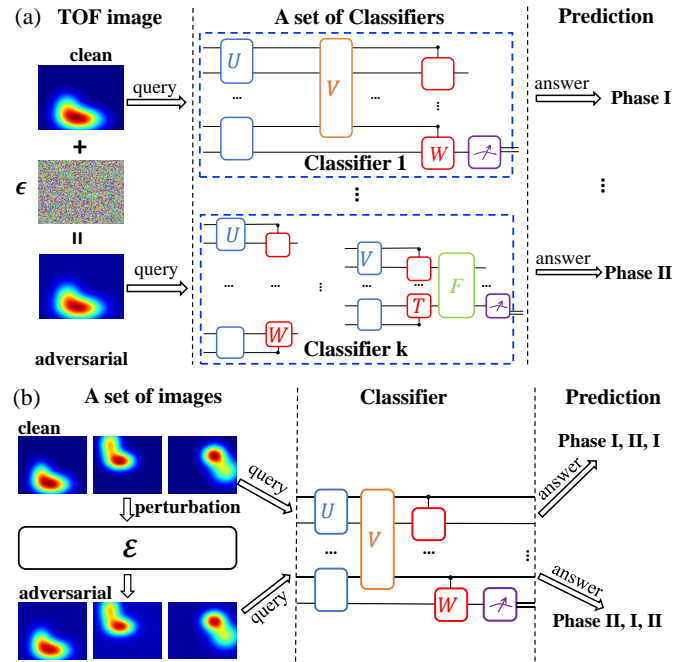 (a) TOF image A set of Classifiers Prediction
clean
query
U
V
...
...
...
answer
Phase I
+
W
Classifier 1
ϵ
...
...
=
query
U
V
...
...
...
...
...
F
answer
Phase II
T
W
adversarial
Classifier k
(b) A set of images Classifier Prediction
clean
Phase I, II, I
query
answer
perturbation
U
V
ε
...
...
...
adversarial
query
W
answer
Phase II, I, II